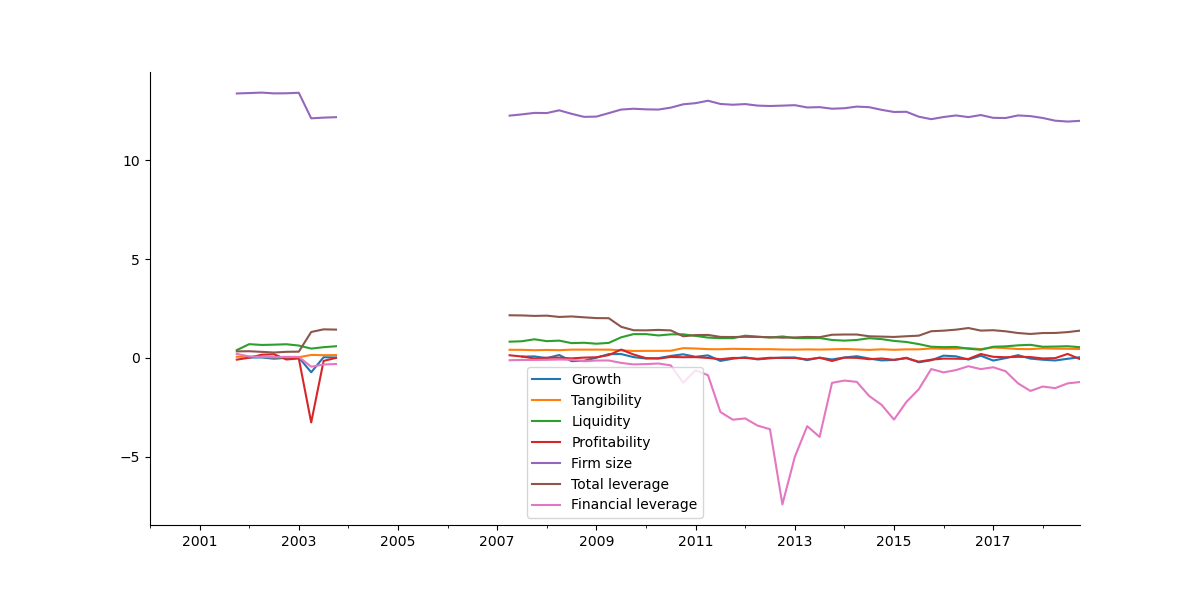 10
5
0
−5
Growth
Tangibility
Liquidity
Profitability
Firm size
Total leverage
Financial leverage
2001 2003 2005 2007 2009 2011 2013 2015 2017